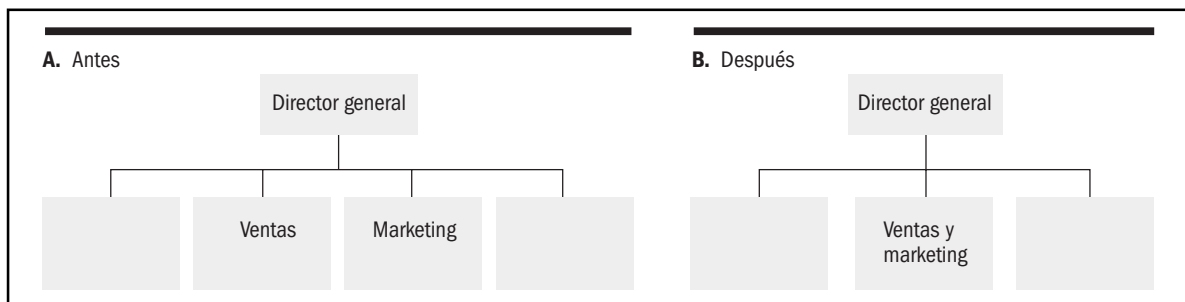 A. Antes
Director general
Ventas
Marketing
B. Después
Director general
Ventas y
marketing